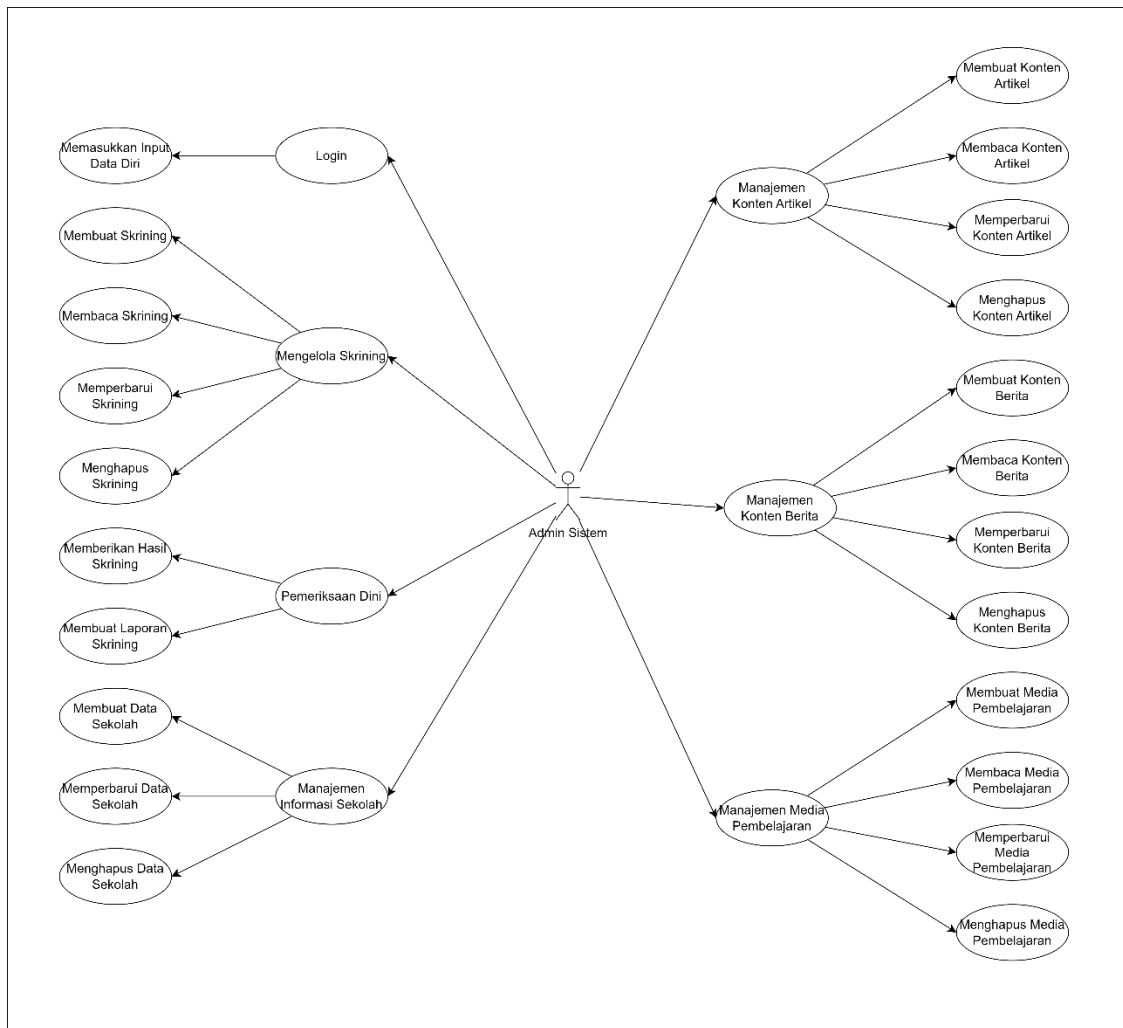 Memasukkan Input
Data Diri
Login
Membuat Skrining
Membaca Skrining
Mengelola Skrining
Memperbarui
Skrining
Menghapus
Skrining
Memberikan Hasil
Skrining
Pemeriksaan Dini
Membuat Laporan
Skrining
Membuat Data
Sekolah
Memperbarui Data
Sekolah
Manajemen
Informasi Sekolah
Menghapus Data
Sekolah
Admin Sistem
Manajemen
Konten Artikel
Membuat Konten
Artikel
Membaca Konten
Artikel
Memperbarui
Konten Artikel
Menghapus
Konten Artikel
Manajemen
Konten Berita
Membuat Konten
Berita
Membaca Konten
Berita
Memperbarui
Konten Berita
Menghapus
Konten Berita
Manajemen Media
Pembelajaran
Membuat Media
Pembelajaran
Membaca Media
Pembelajaran
Memperbarui
Media
Pembelajaran
Menghapus Media
Pembelajaran